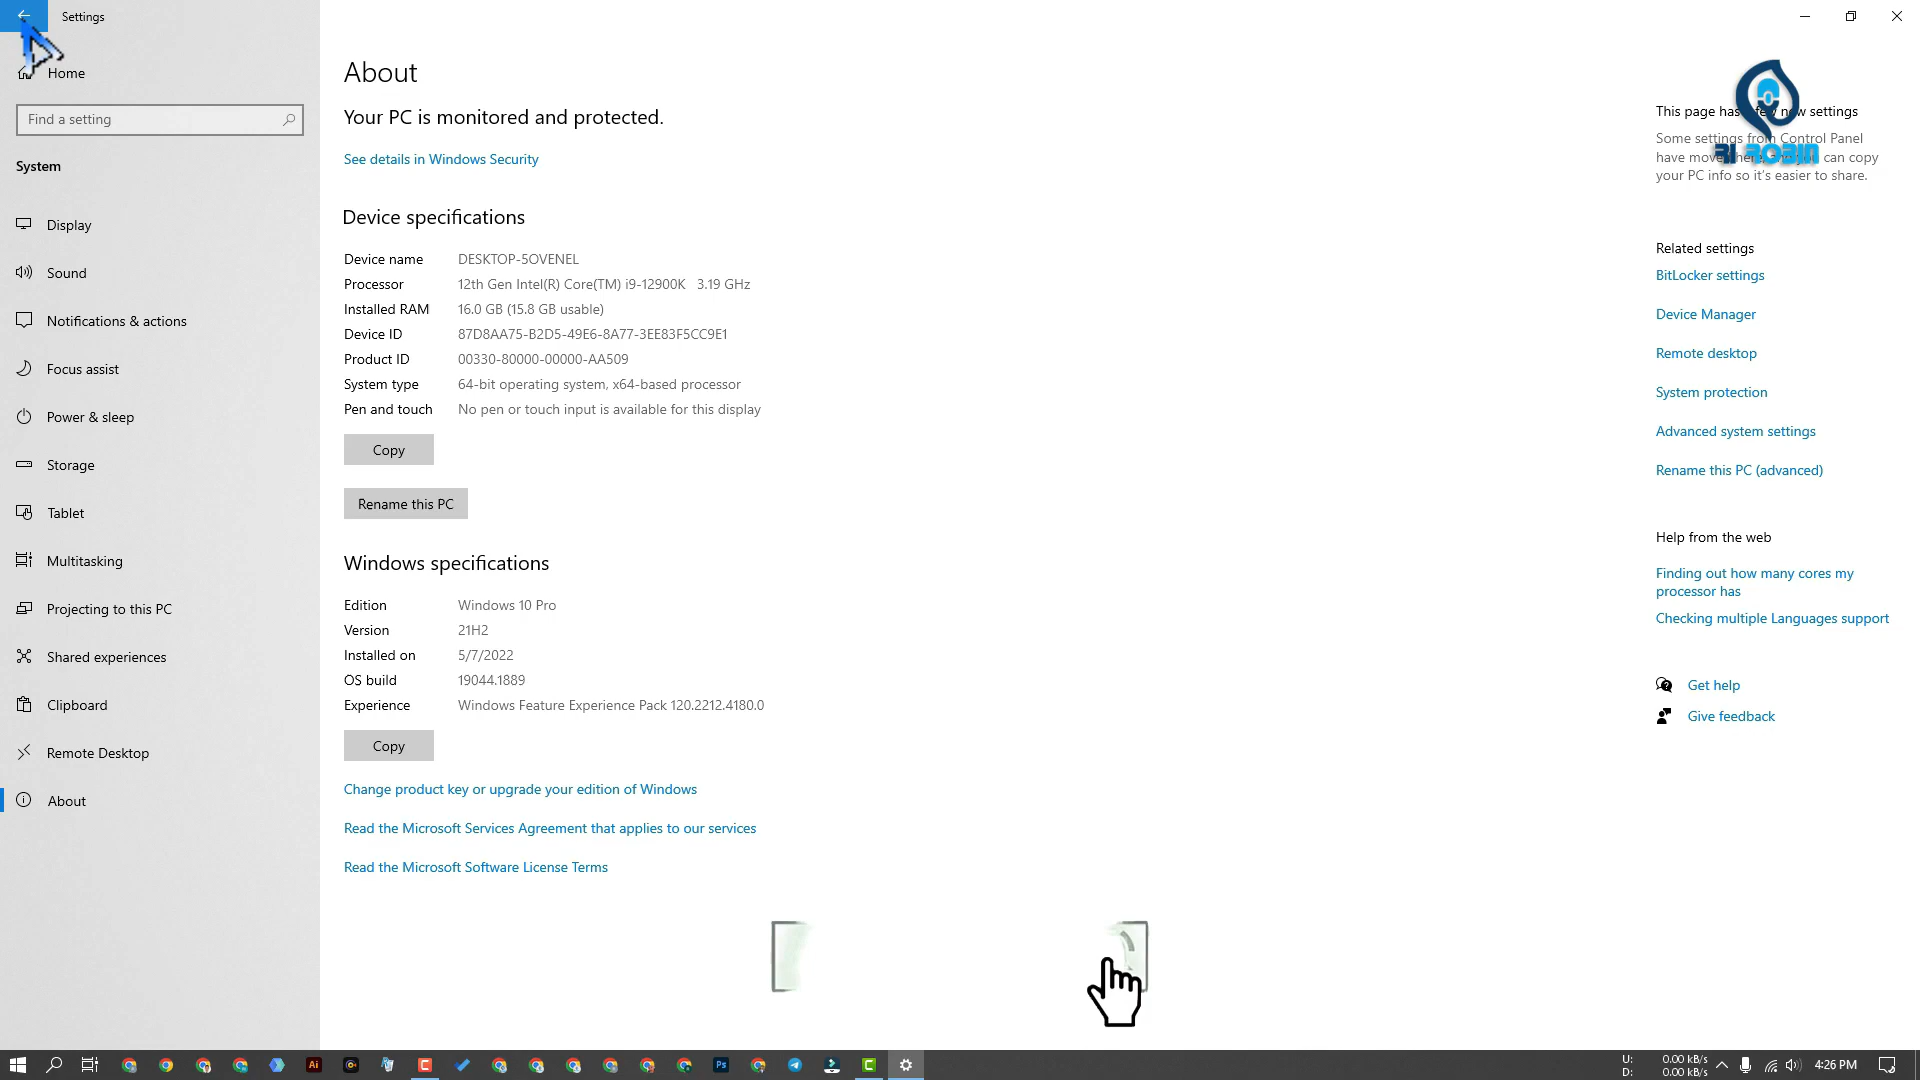 Settings
Home
Find a setting
System
Display
Sound
Notifications & actions
Focus assist
Power & sleep
Storage
Tablet
Multitasking
Projecting to this PC
Shared experiences
Clipboard
Remote Desktop
About
About
Your PC is monitored and protected.
See details in Windows Security
Device specifications
Device name DESKTOP-5OVENEL
Processor 12th Gen Intel(R) Core(TM) i9-12900K 3.19 GHz
Installed RAM 16.0 GB (15.8 GB usable)
Device ID 87D8AA75-B2D5-49E6-8A77-3EE83F5CC9E1
Product ID 00330-80000-00000-AA509
System type 64-bit operating system, x64-based processor
Pen and touch No pen or touch input is available for this display
Copy
Rename this PC
Windows specifications
Edition Windows 10 Pro
Version 21H2
Installed on 5/7/2022
OS build 19044.1889
Experience Windows Feature Experience Pack 120.2212.4180.0
Copy
Change product key or upgrade your edition of Windows
Read the Microsoft Services Agreement that applies to our services
Read the Microsoft Software License Terms
This page has a few new settings
Some settings from Control Panel
have moved here, and you can copy
your PC info so it's easier to share.
RI ROBIN
Related settings
BitLocker settings
Device Manager
Remote desktop
System protection
Advanced system settings
Rename this PC (advanced)
Help from the web
Finding out how many cores my
processor has
Checking multiple Languages support
Get help
Give feedback
Ai
Ps
U: 0.00 kB/s
D: 0.00 kB/s
4:26 PM